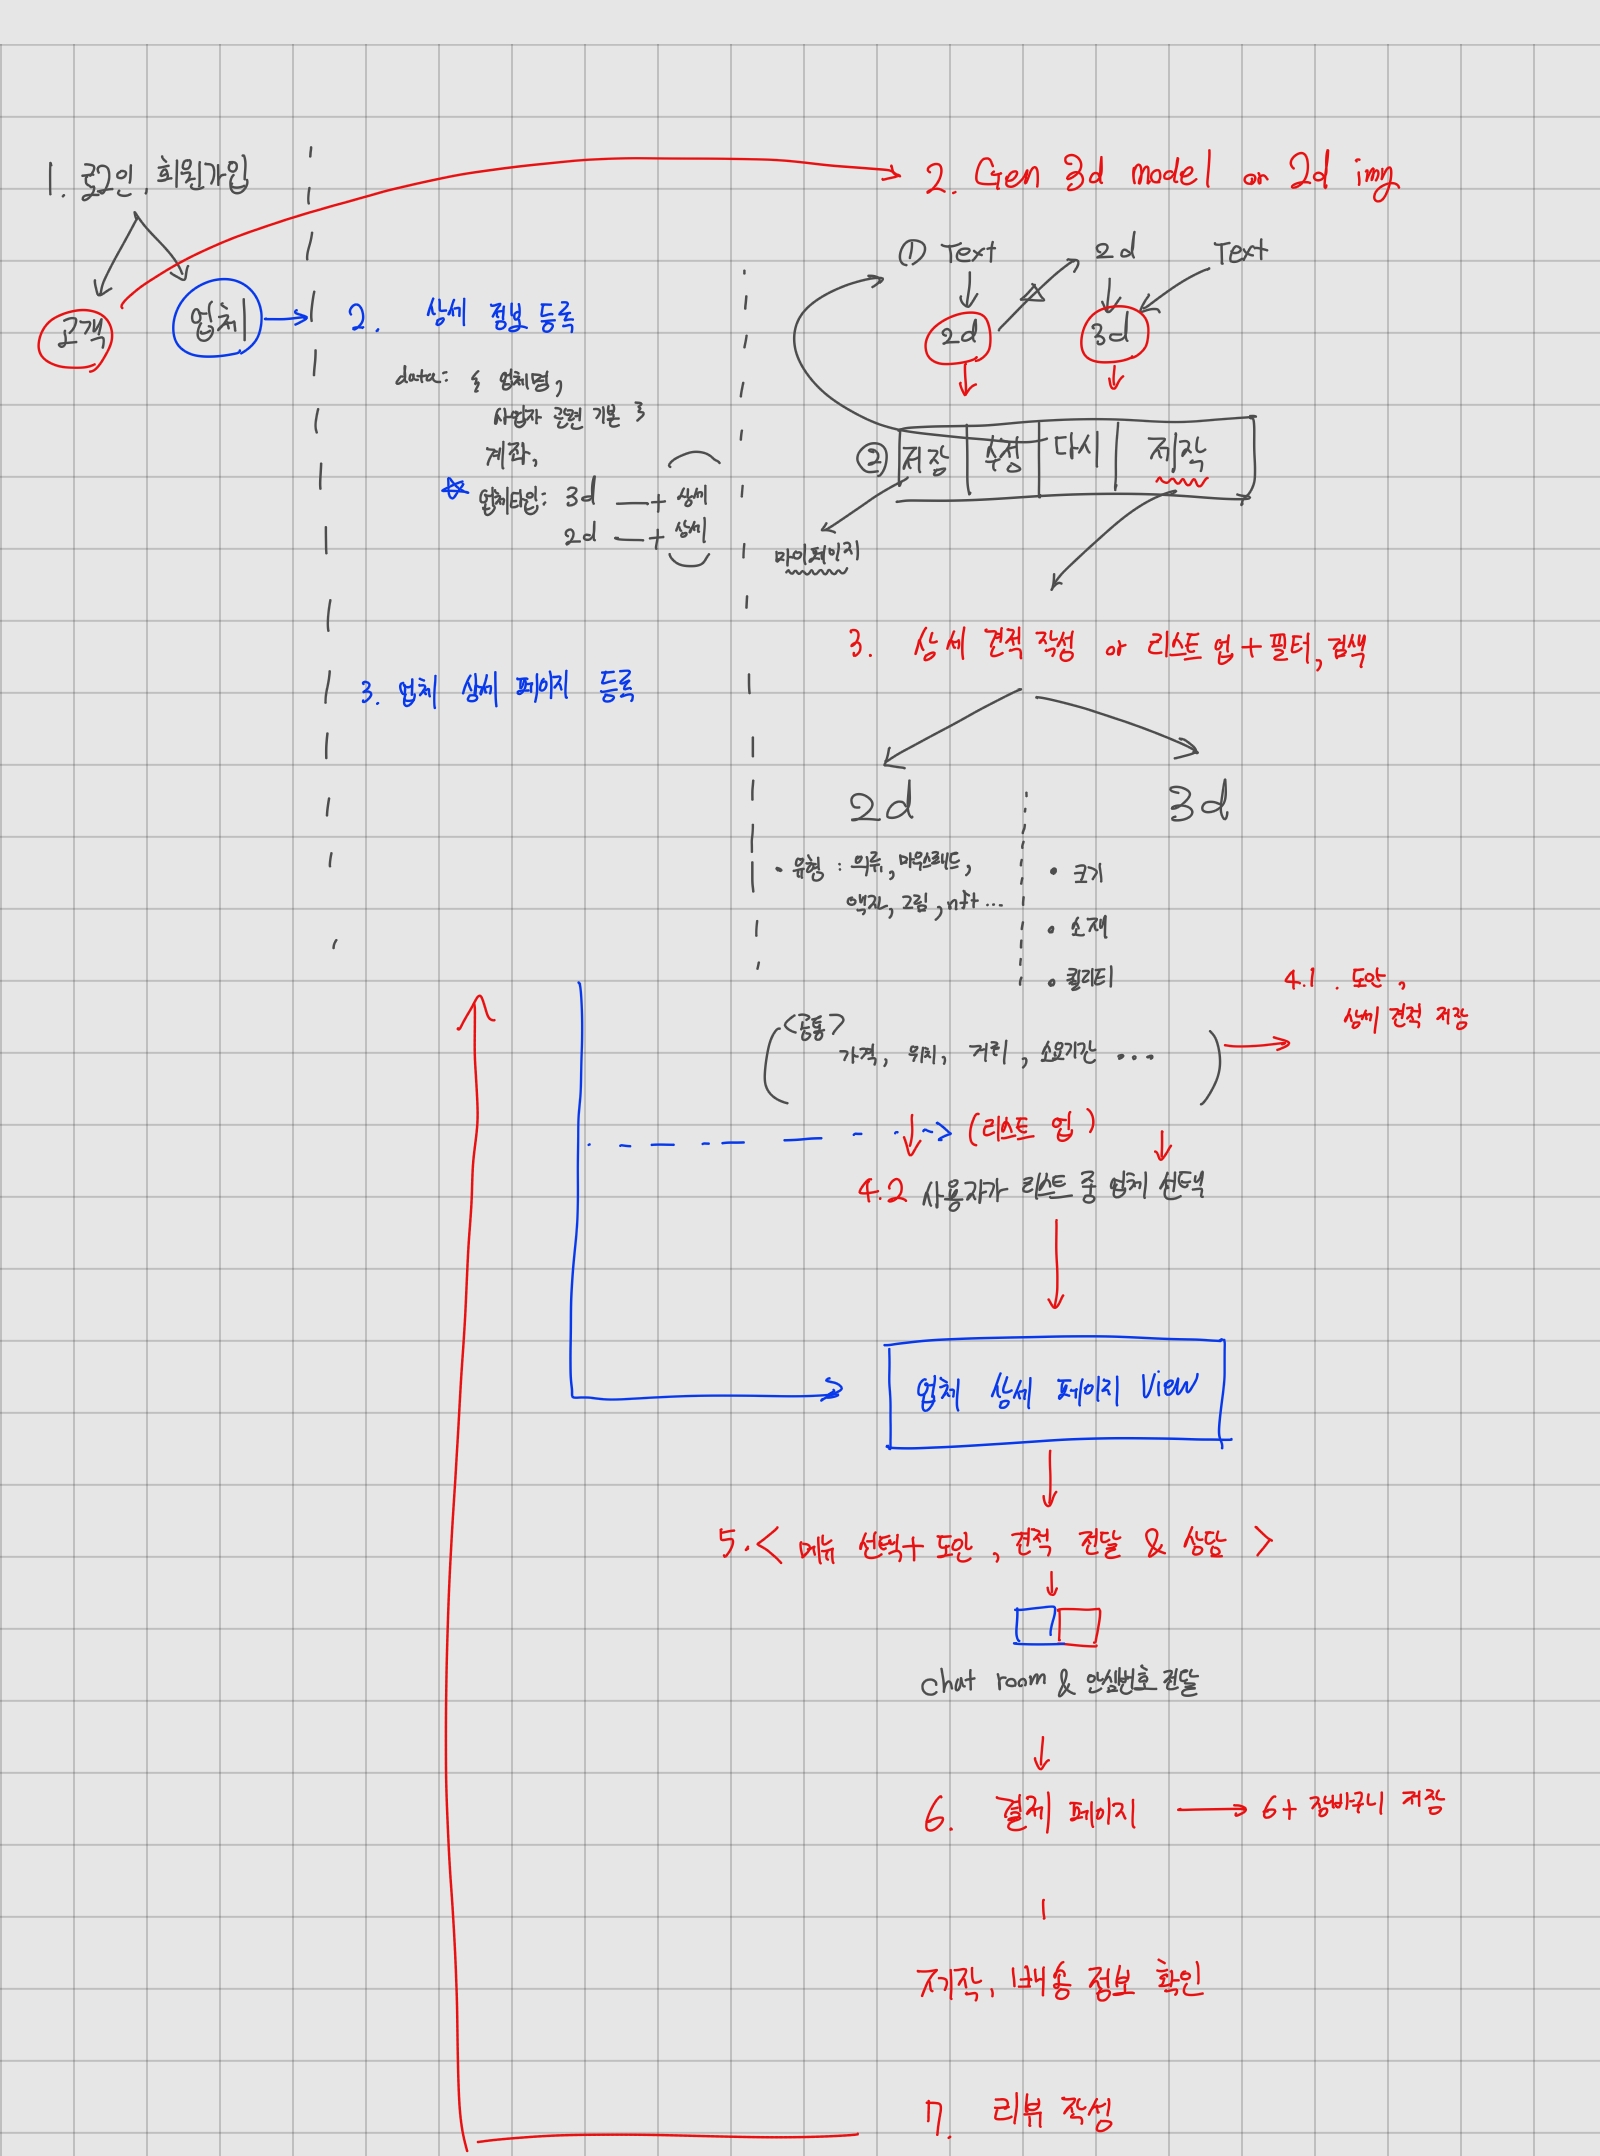 1. 로그인, 회원가입
고객
업체
2. 상세 정보 등록
data: 업체명,
사업자 관련 기본
계좌,
업체타입: 3d — + 상세
2d — + 상세
3. 업체 상세 페이지 등록
2. Gen 3d model or 2d img
① Text 2d Text
2d 3d
② 저장 수정 다시 제작
마이페이지
3. 상세 견적 작성 or 리스트 업 + 필터, 검색
2d 3d
• 유형 : 의류, 마우스패드,
액자, 그림, nft ...
• 크기
• 소재
• 퀄리티
<공통>
가격, 위치, 거리, 소요기간 ...
4.1. 도안,
상세 견적 저장
(리스트 업)
4.2 사용자가 리스트 중 업체 선택
업체 상세 페이지 View
5. < 메뉴 선택 + 도안, 견적 전달 & 상담 >
chat room & 안심번호 전달
6. 결제 페이지 → 6+ 장바구니 저장
제작, 배송 정보 확인
7. 리뷰 작성